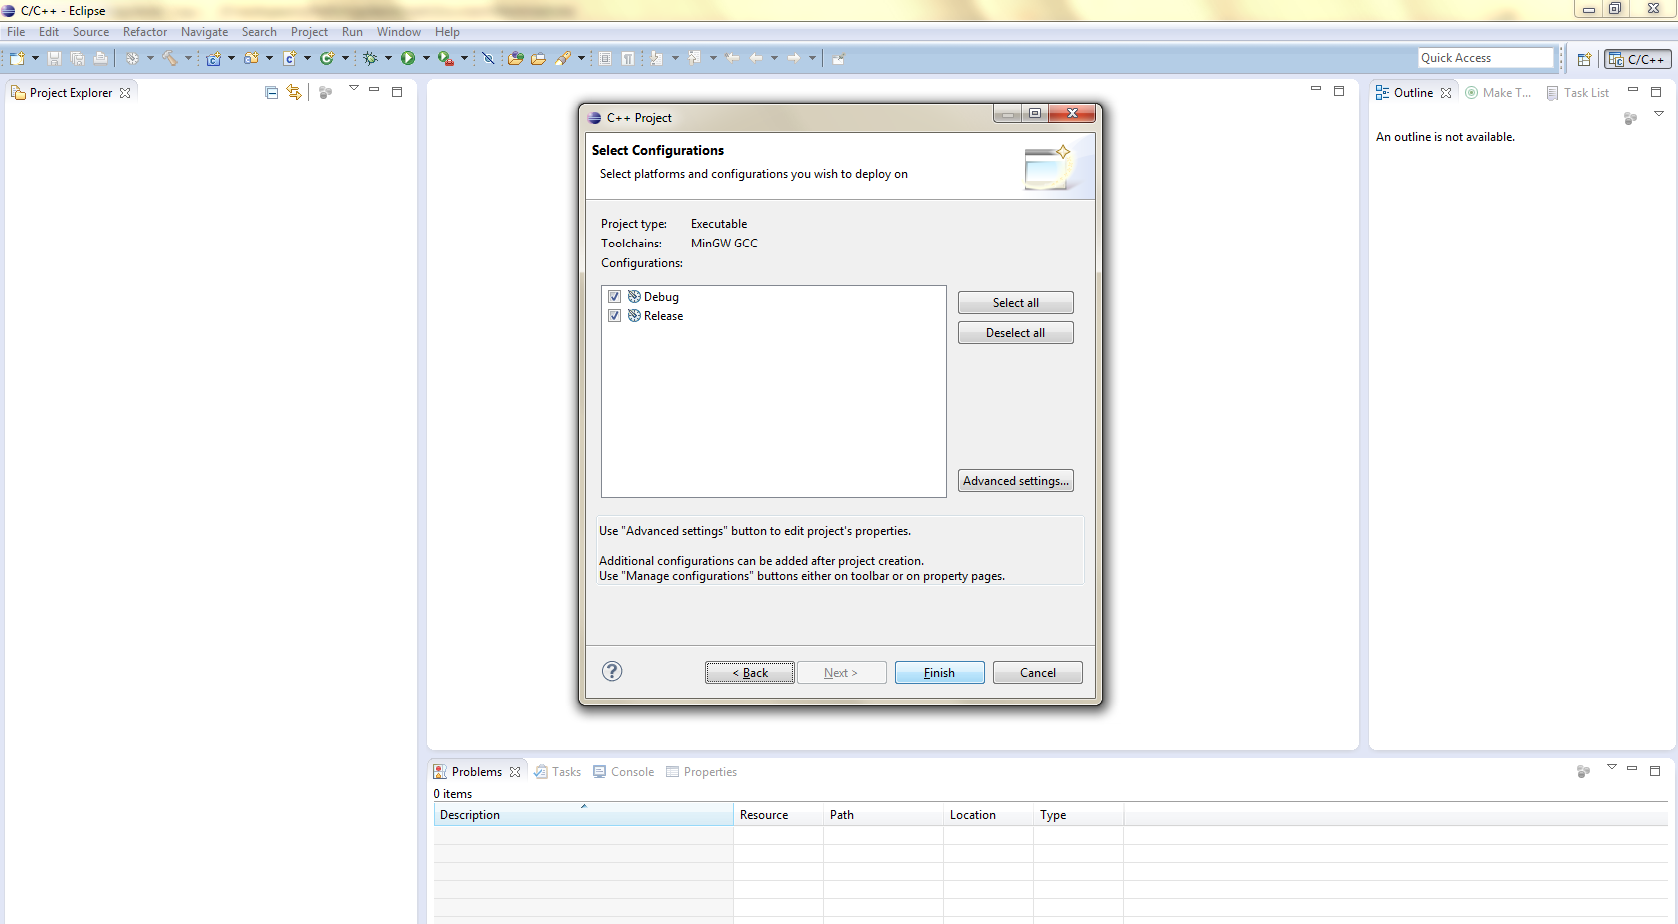 C/C++ - Eclipse
File Edit Source Refactor Navigate Search Project Run Window Help
Quick Access
C/C++
Project Explorer
Outline Make T... Task List
An outline is not available.
C++ Project
Select Configurations
Select platforms and configurations you wish to deploy on
Project type: Executable
Toolchains: MinGW GCC
Configurations:
Debug
Release
Select all
Deselect all
Advanced settings...
Use "Advanced settings" button to edit project's properties.
Additional configurations can be added after project creation.
Use "Manage configurations" buttons either on toolbar or on property pages.
? < Back Next > Finish Cancel
Problems Tasks Console Properties
0 items
Description Resource Path Location Type